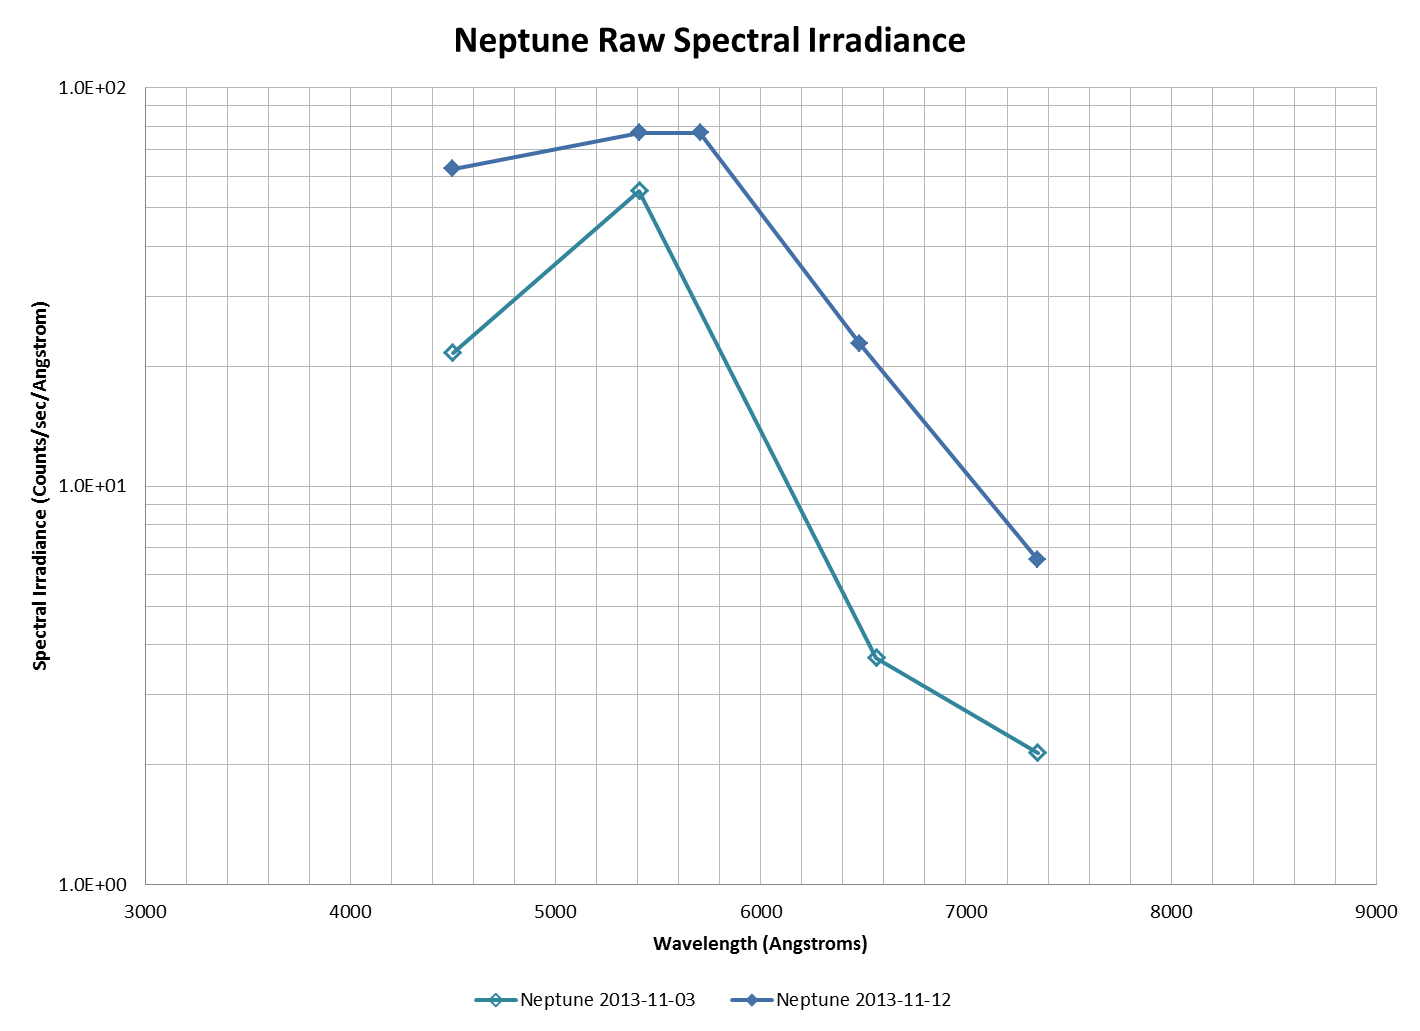 Neptune Raw Spectral Irradiance
1.0E+02
1.0E+01
1.0E+00
Spectral Irradiance (Counts/sec/Angstrom)
3000 4000 5000 6000 7000 8000 9000
Wavelength (Angstroms)
Neptune 2013-11-03 Neptune 2013-11-12